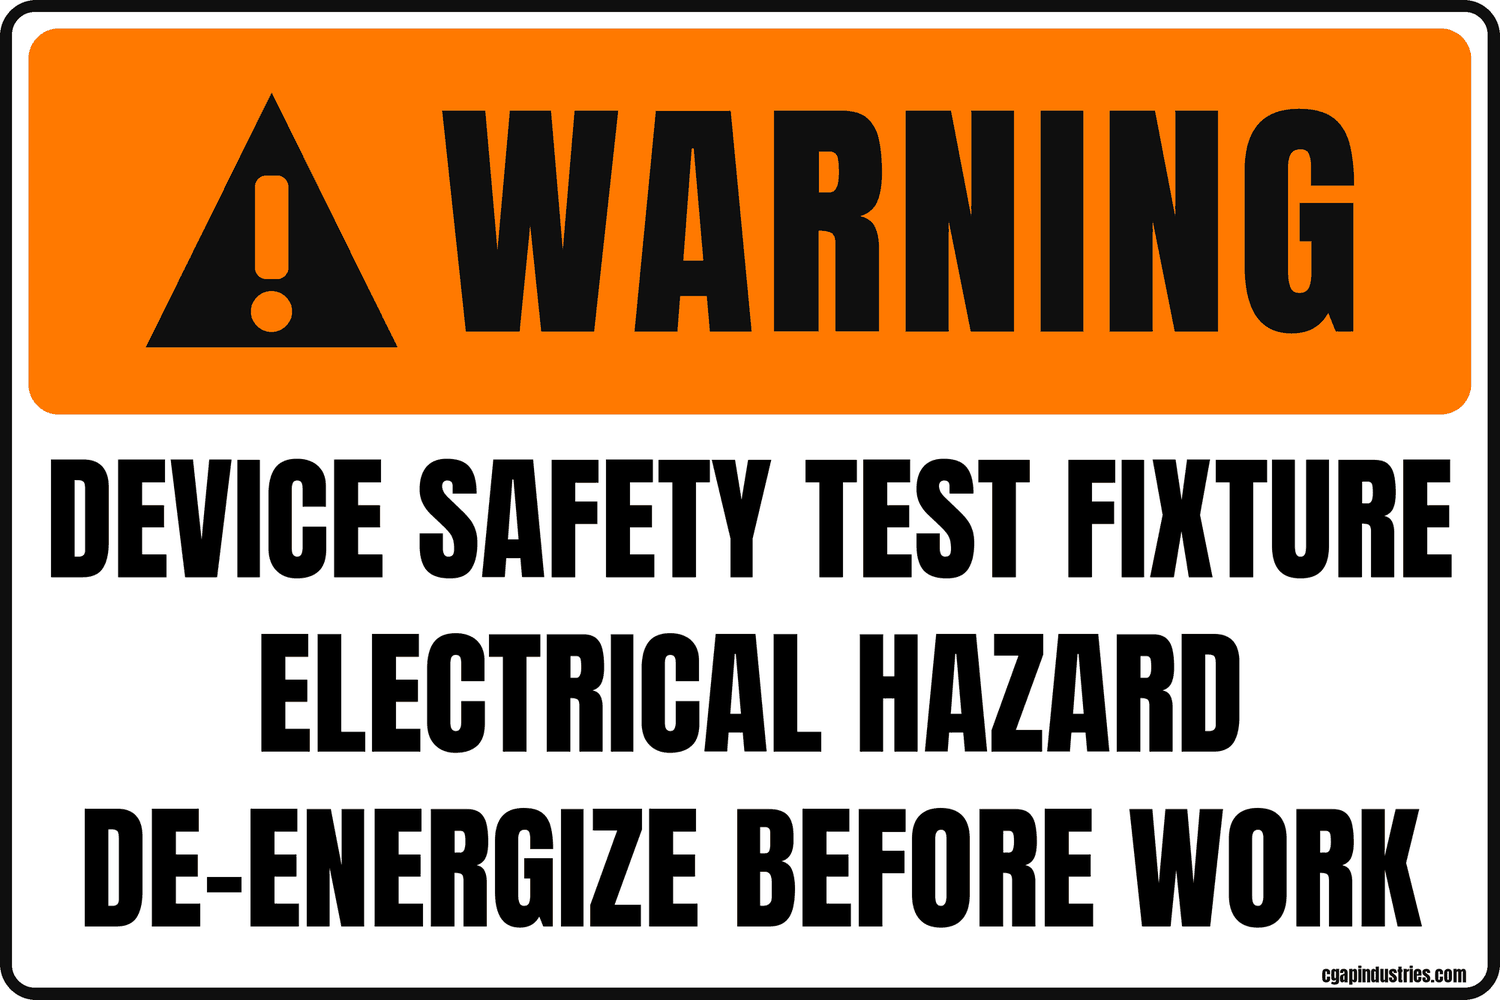 WARNING
DEVICE SAFETY TEST FIXTURE
ELECTRICAL HAZARD
DE-ENERGIZE BEFORE WORK
cgapindustries.com